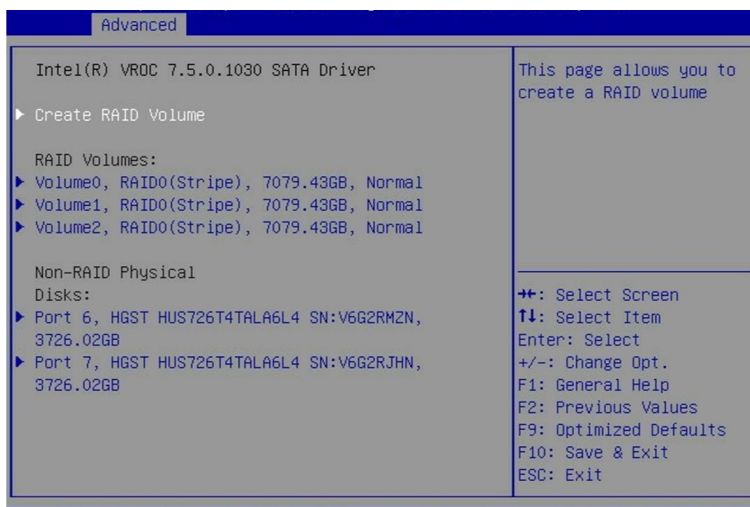 Advanced
Intel(R) VROC 7.5.0.1030 SATA Driver
Create RAID Volume
RAID Volumes:
Volume0, RAID0(Stripe), 7079.43GB, Normal
Volume1, RAID0(Stripe), 7079.43GB, Normal
Volume2, RAID0(Stripe), 7079.43GB, Normal
Non-RAID Physical
Disks:
Port 6, HGST HUS726T4TALA6L4 SN:V6G2RMZN,
3726.02GB
Port 7, HGST HUS726T4TALA6L4 SN:V6G2RJHN,
3726.02GB
This page allows you to
create a RAID volume
→←: Select Screen
↑↓: Select Item
Enter: Select
+/-: Change Opt.
F1: General Help
F2: Previous Values
F9: Optimized Defaults
F10: Save & Exit
ESC: Exit